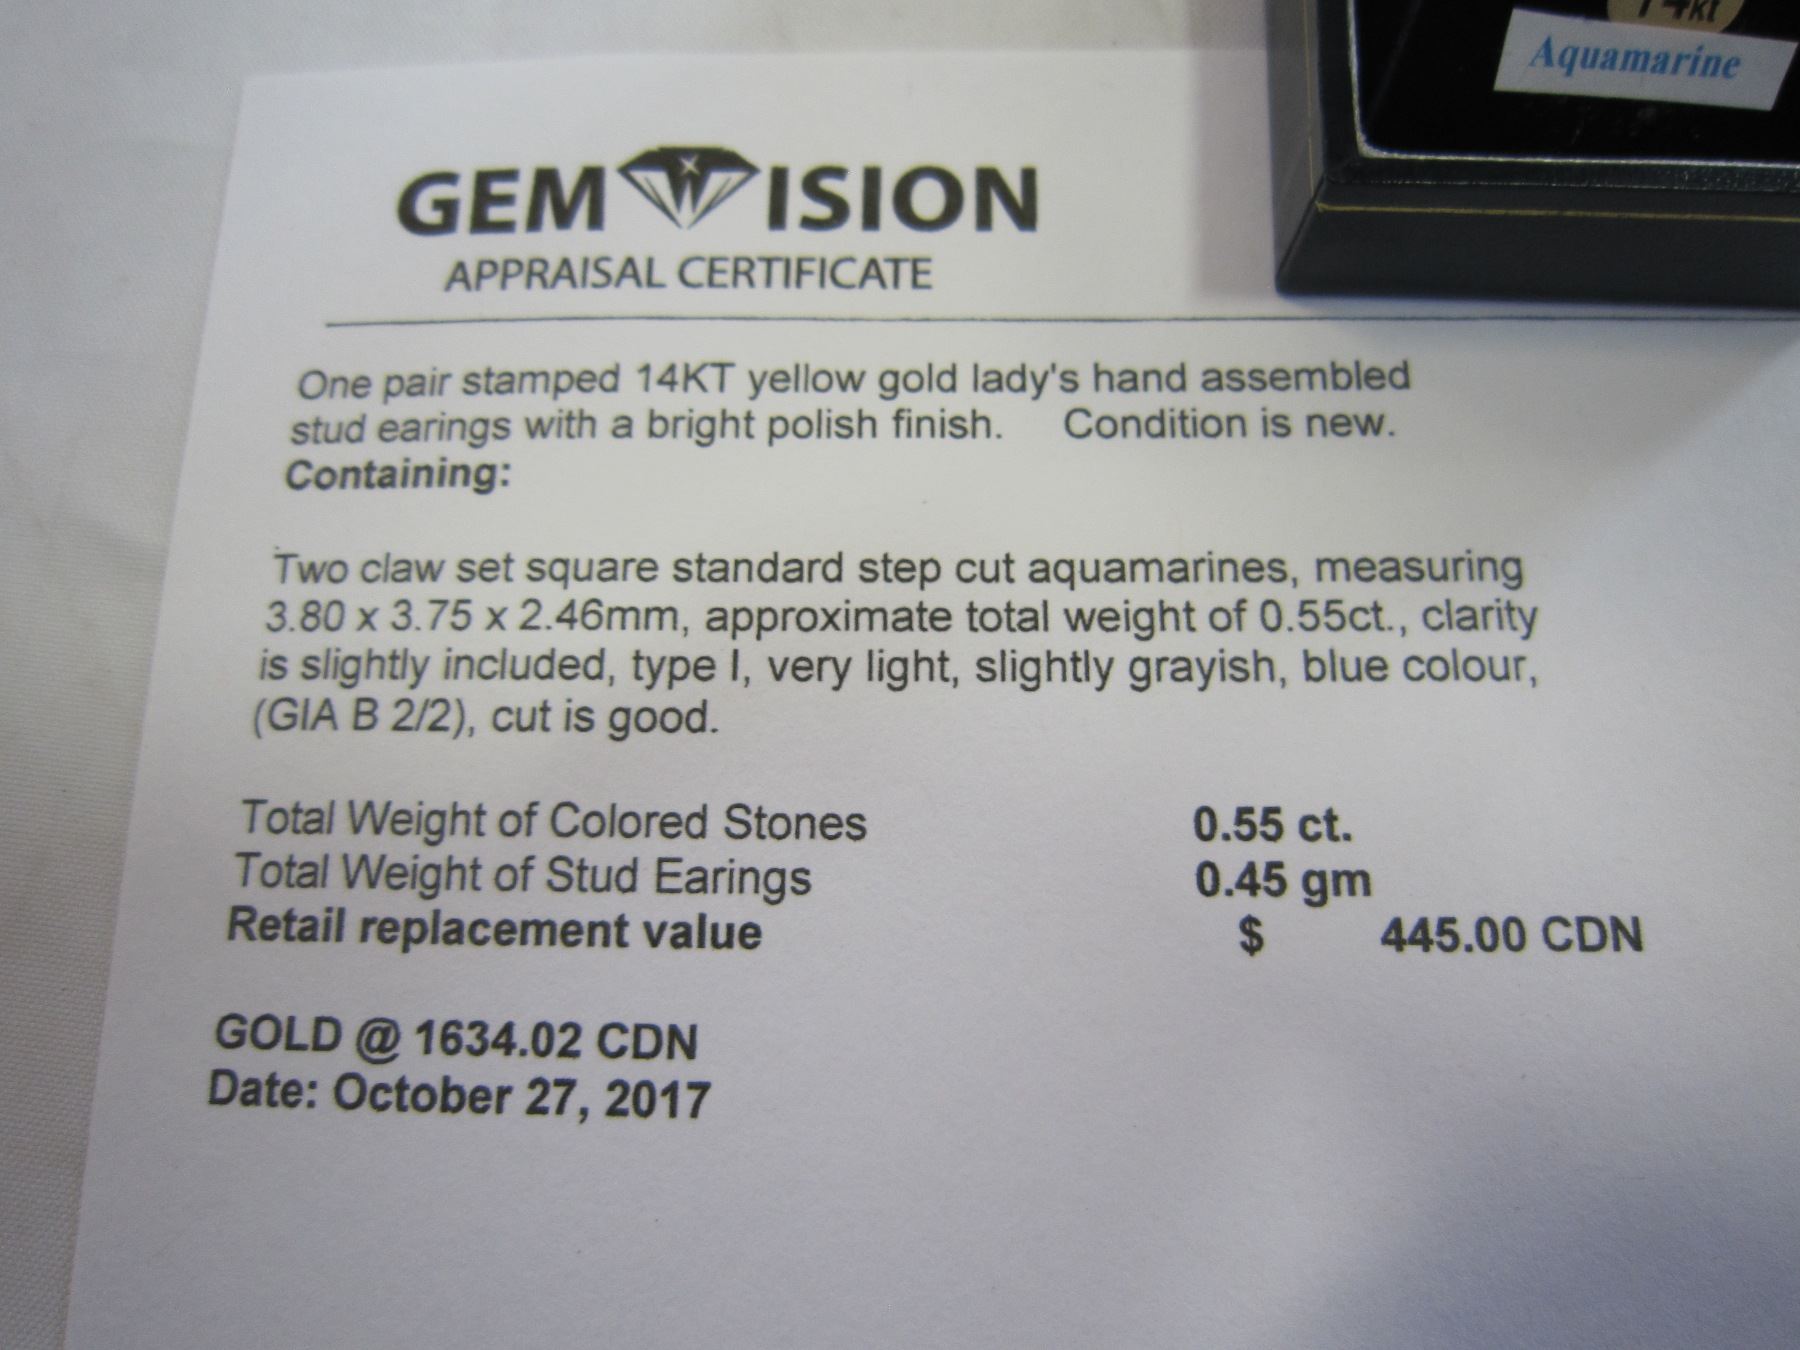 14Kt
Aquamarine
GEM VISION
APPRAISAL CERTIFICATE
One pair stamped 14KT yellow gold lady's hand assembled
stud earings with a bright polish finish. Condition is new.
Containing:
Two claw set square standard step cut aquamarines, measuring
3.80 x 3.75 x 2.46mm, approximate total weight of 0.55ct., clarity
is slightly included, type I, very light, slightly grayish, blue colour,
(GIA B 2/2), cut is good.
Total Weight of Colored Stones 0.55 ct.
Total Weight of Stud Earings 0.45 gm
Retail replacement value $ 445.00 CDN
GOLD @ 1634.02 CDN
Date: October 27, 2017